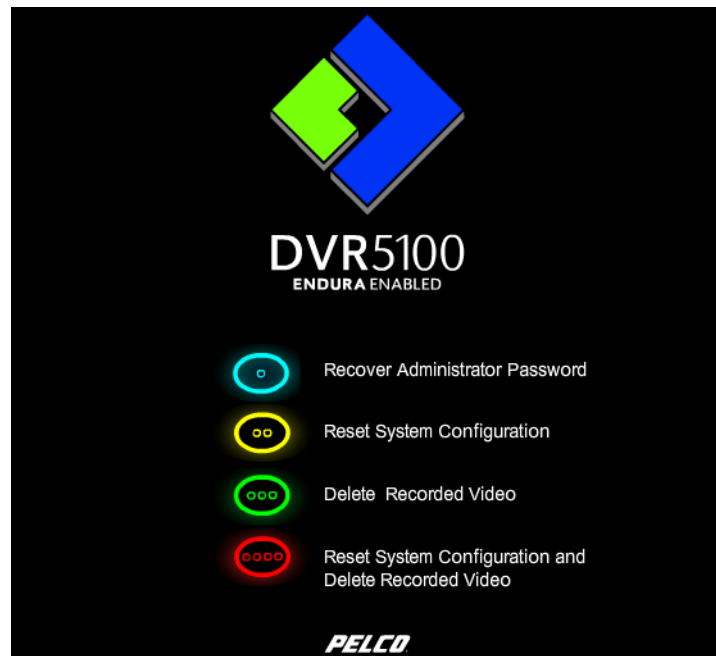 DVR5100
ENDURA ENABLED
Recover Administrator Password
Reset System Configuration
Delete Recorded Video
Reset System Configuration and
Delete Recorded Video
PELCO